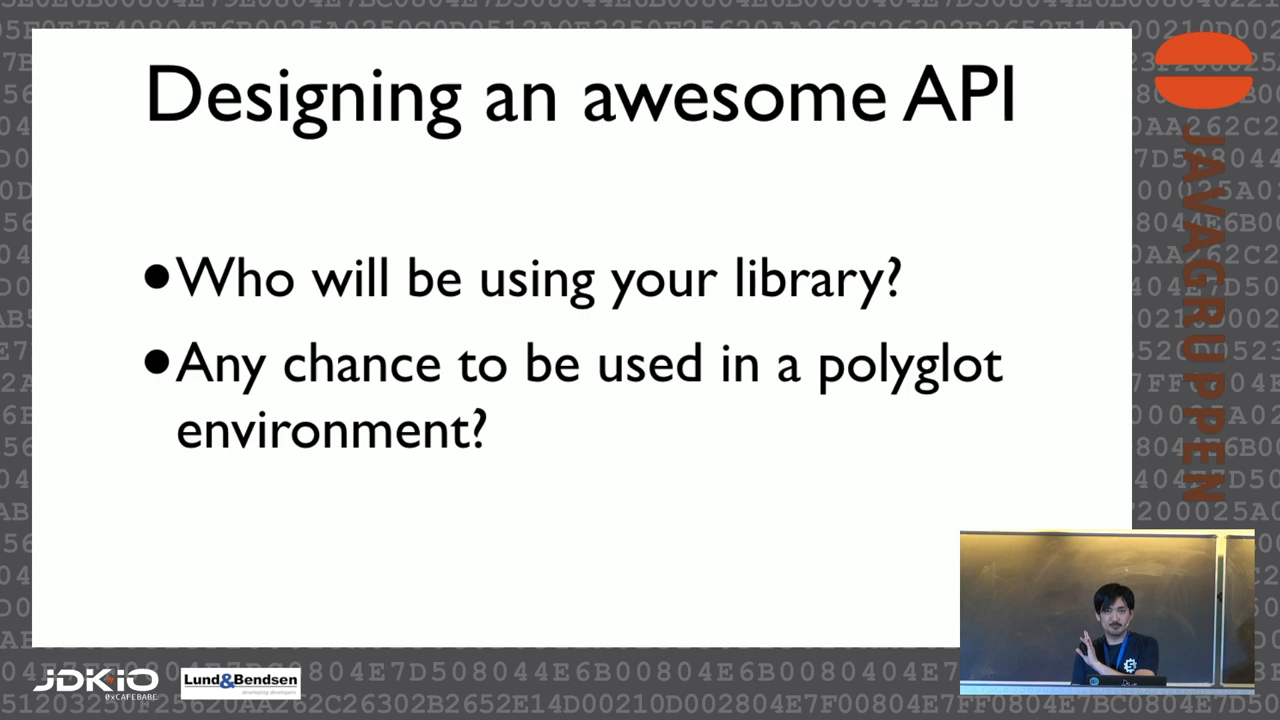 Designing an awesome API
•Who will be using your library?
•Any chance to be used in a polyglot
environment?
JAVAGRUPPEN
JDKIO
0xCAFEBABE
Lund&Bendsen
developing developers